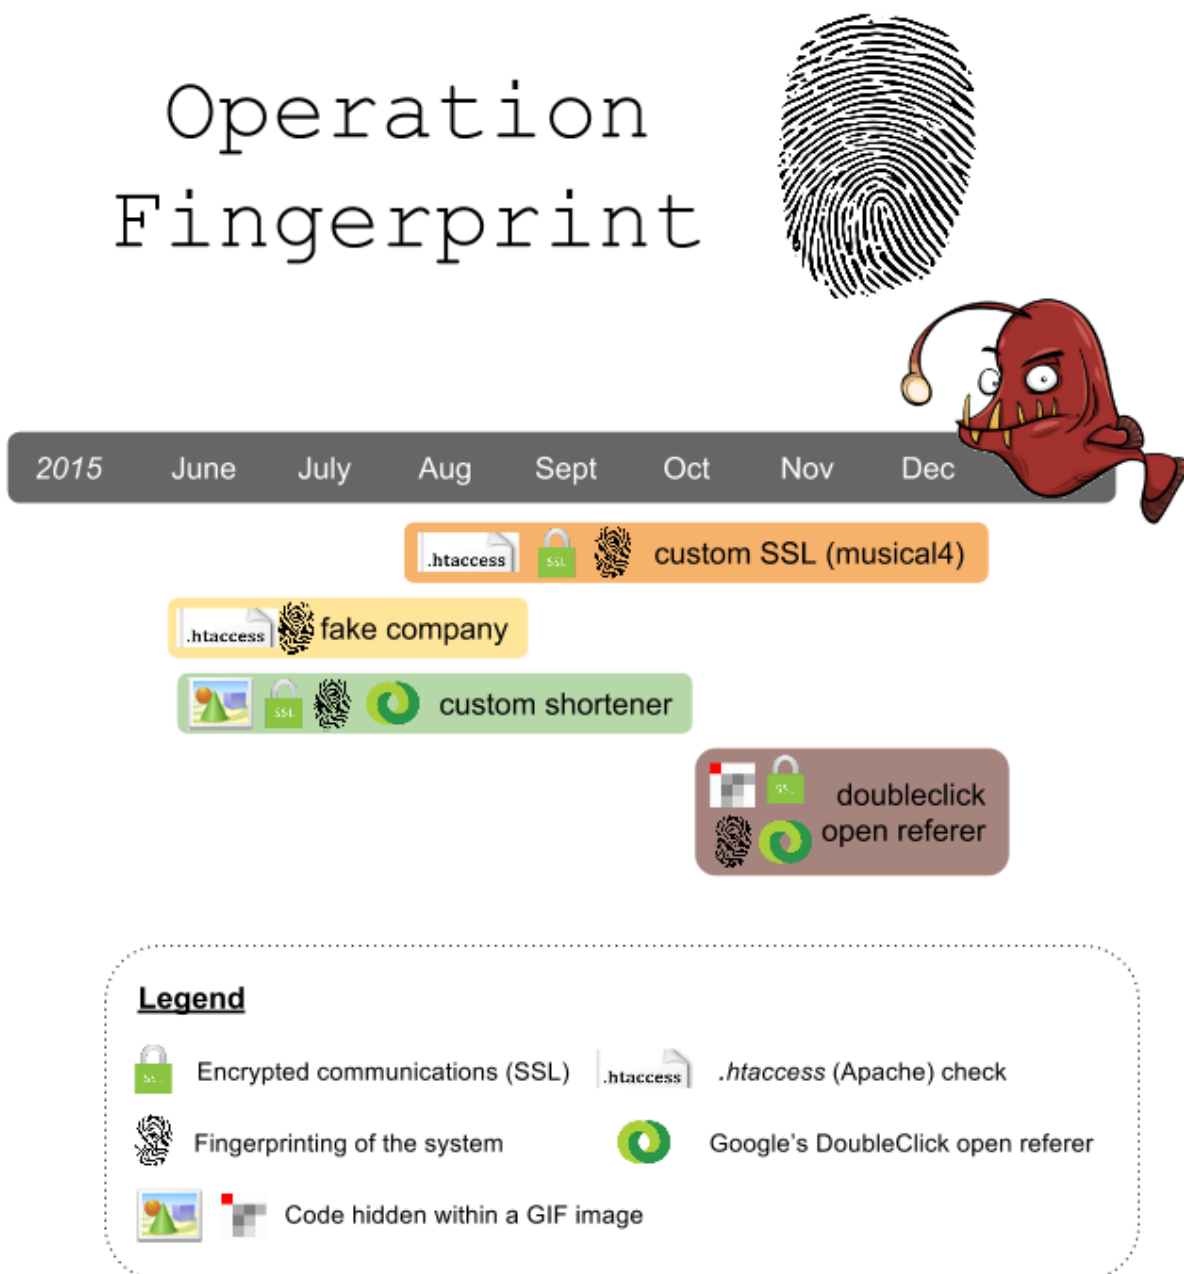 Operation
Fingerprint
2015 June July Aug Sept Oct Nov Dec
.htaccess SSL custom SSL (musical4)
.htaccess fake company
SSL custom shortener
SSL doubleclick
open referer
Legend
SSL Encrypted communications (SSL) .htaccess .htaccess (Apache) check
Fingerprinting of the system Google's DoubleClick open referer
Code hidden within a GIF image